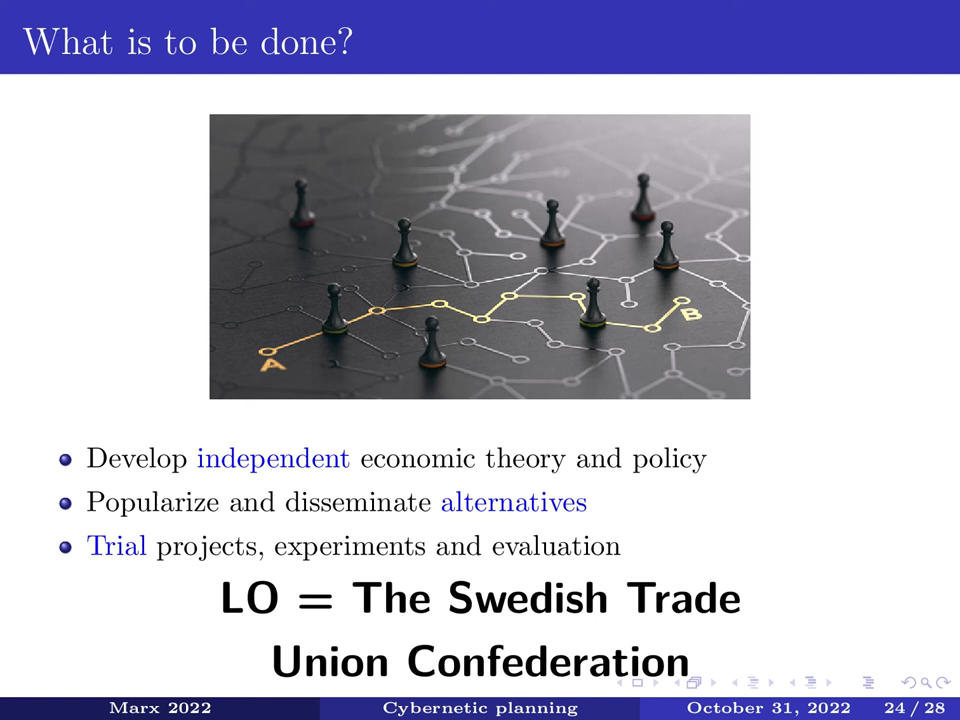 What is to be done?
A
B
Develop independent economic theory and policy
Popularize and disseminate alternatives
Trial projects, experiments and evaluation
LO = The Swedish Trade
Union Confederation
Marx 2022 Cybernetic planning October 31, 2022 24 / 28